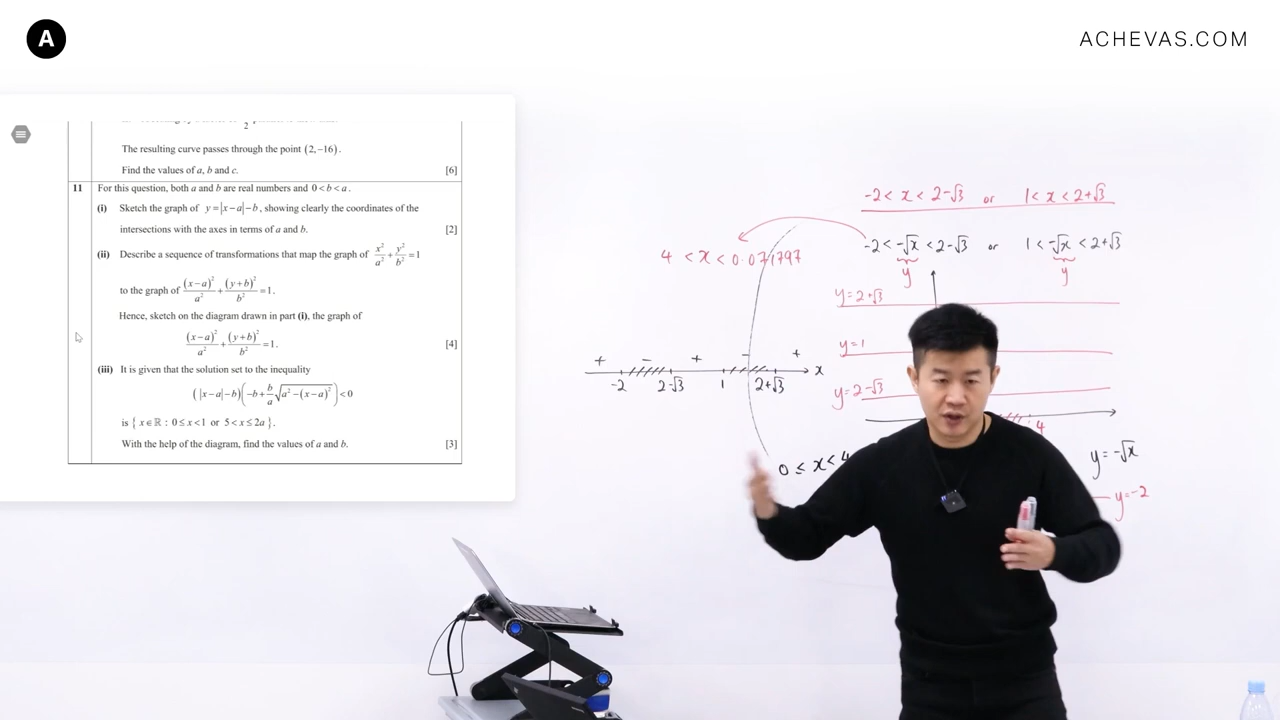 A
ACHEVAS.COM
2
The resulting curve passes through the point (2,−16).
Find the values of a, b and c. [6]
11 For this question, both a and b are real numbers and 0<b<a.
(i) Sketch the graph of y=|x−a|−b, showing clearly the coordinates of the
intersections with the axes in terms of a and b. [2]
(ii) Describe a sequence of transformations that map the graph of x²/a² + y²/b² = 1
to the graph of (x−a)²/a² + (y+b)²/b² = 1.
Hence, sketch on the diagram drawn in part (i), the graph of
(x−a)²/a² + (y+b)²/b² = 1. [4]
(iii) It is given that the solution set to the inequality
(|x−a|−b)(−b+b/a√(a²−(x−a)²))<0
is {x∈ℝ : 0≤x<1 or 5<x≤2a}.
With the help of the diagram, find the values of a and b. [3]
-2 < x < 2-√3 or 1 < x < 2+√3
-2 < -√x < 2-√3 or 1 < -√x < 2+√3
y y
4 < x < 0.071797
y=2+√3
y=1
y=2-√3
+ - + - +
-2 2-√3 1 2+√3 x
4
0 ≤ x < 4
y=-√x
y=-2